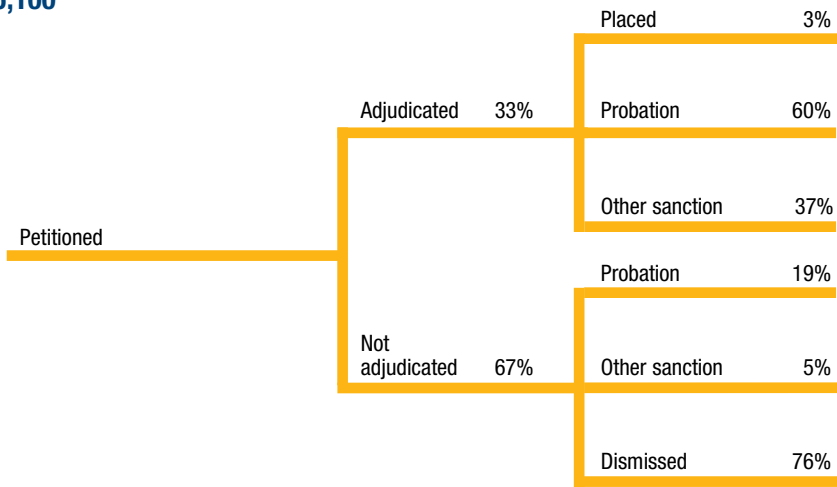 Placed 3%
Adjudicated 33%
Probation 60%
Other sanction 37%
Petitioned
Probation 19%
Not
adjudicated 67%
Other sanction 5%
Dismissed 76%